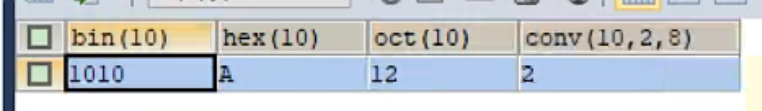 bin(10) hex(10) oct(10) conv(10,2,8)
1010 A 12 2